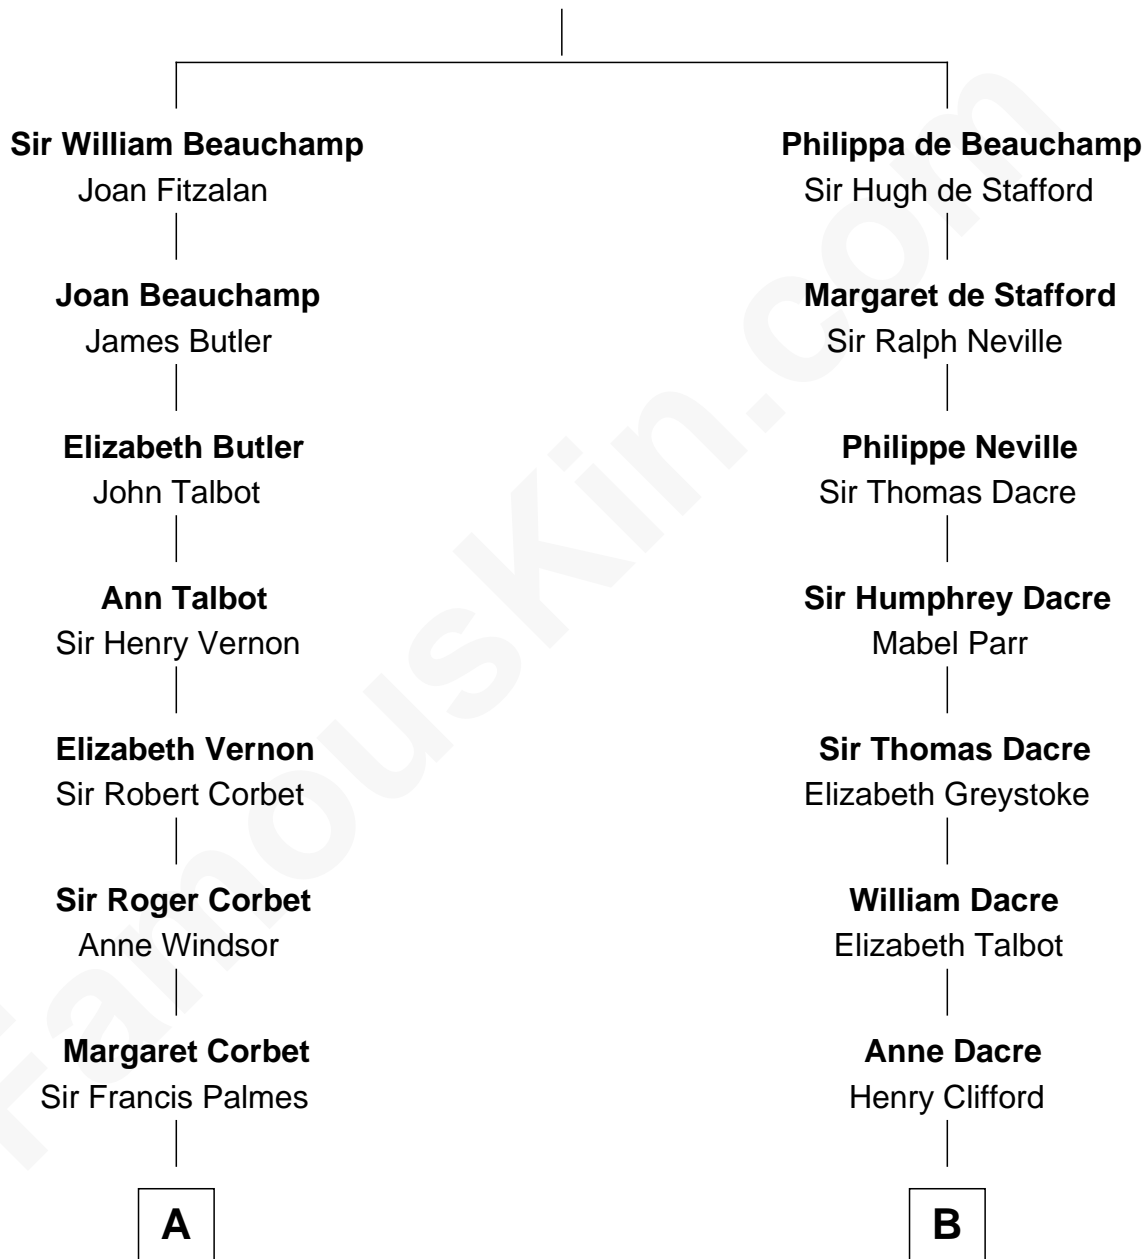 Sir William Beauchamp
Joan Fitzalan
Joan Beauchamp
James Butler
Elizabeth Butler
John Talbot
Ann Talbot
Sir Henry Vernon
Elizabeth Vernon
Sir Robert Corbet
Sir Roger Corbet
Anne Windsor
Margaret Corbet
Sir Francis Palmes
A
Philippa de Beauchamp
Sir Hugh de Stafford
Margaret de Stafford
Sir Ralph Neville
Philippe Neville
Sir Thomas Dacre
Sir Humphrey Dacre
Mabel Parr
Sir Thomas Dacre
Elizabeth Greystoke
William Dacre
Elizabeth Talbot
Anne Dacre
Henry Clifford
B
FamousKin.com